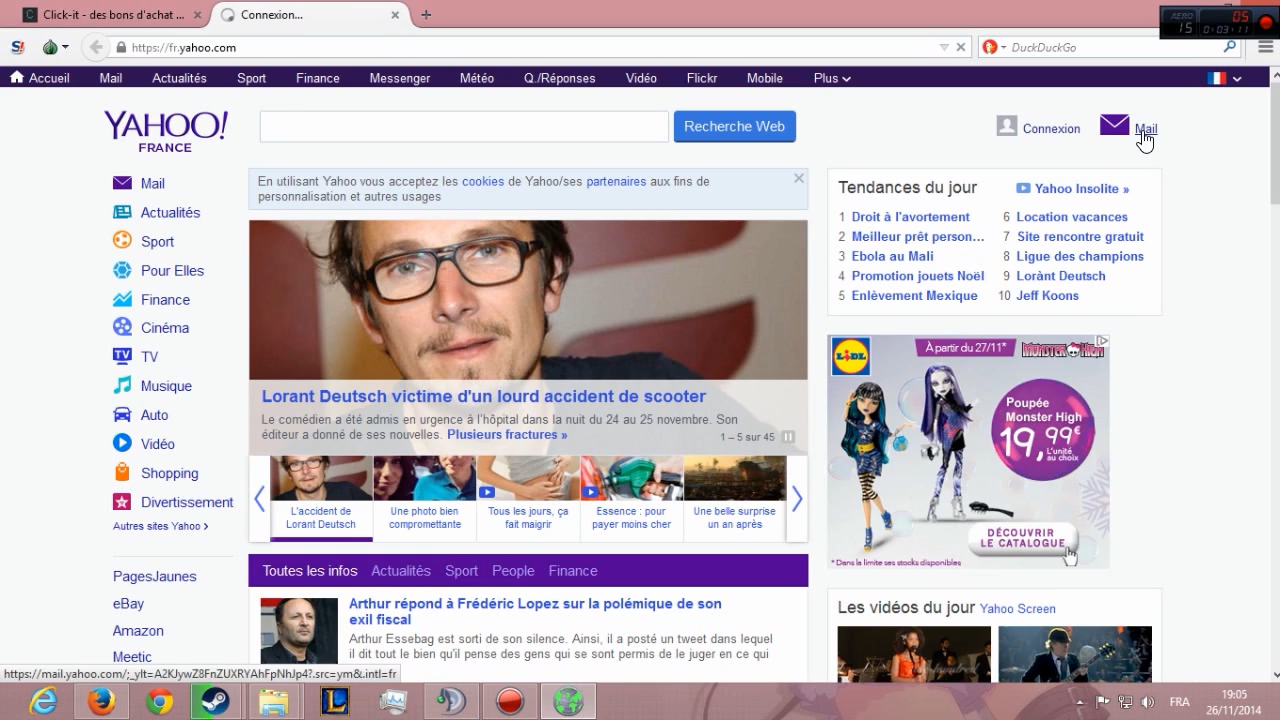 Click-it - des bons d'achat ...
Connexion...
AERO
15
05
0:03:11
https://fr.yahoo.com
DuckDuckGo
Accueil Mail Actualités Sport Finance Messenger Météo Q./Réponses Vidéo Flickr Mobile Plus
YAHOO!
FRANCE
Recherche Web
Connexion
Mail
Mail
Actualités
Sport
Pour Elles
Finance
Cinéma
TV
TV
Musique
Auto
Vidéo
Shopping
Divertissement
Autres sites Yahoo >
PagesJaunes
eBay
Amazon
Meetic
En utilisant Yahoo vous acceptez les cookies de Yahoo/ses partenaires aux fins de
personnalisation et autres usages
Lorant Deutsch victime d'un lourd accident de scooter
Le comédien a été admis en urgence à l'hôpital dans la nuit du 24 au 25 novembre. Son
éditeur a donné de ses nouvelles. Plusieurs fractures »
1 – 5 sur 45
L'accident de
Lorant Deutsch
Une photo bien
compromettante
Tous les jours, ça
fait maigrir
Essence : pour
payer moins cher
Une belle surprise
un an après
Toutes les infos Actualités Sport People Finance
Arthur répond à Frédéric Lopez sur la polémique de son
exil fiscal
Arthur Essebag est sorti de son silence. Ainsi, il a posté un tweet dans lequel
il dit tout le bien qu'il pense des gens qui se sont permis de le juger en ce qui
Tendances du jour
Yahoo Insolite »
1 Droit à l'avortement
2 Meilleur prêt person...
3 Ebola au Mali
4 Promotion jouets Noël
5 Enlèvement Mexique
6 Location vacances
7 Site rencontre gratuit
8 Ligue des champions
9 Lorànt Deutsch
10 Jeff Koons
LIDL
À partir du 27/11*
MONSTER HIGH
Poupée
Monster High
19,99€
L'unité
au choix
DÉCOUVRIR
LE CATALOGUE
* Dans la limite ses stocks disponibles
Les vidéos du jour Yahoo Screen
https://mail.yahoo.com/;_ylt=A2KJywZ8FnZUXRYAhFpNhJp4?.src=ym&.intl=fr
FRA
19:05
26/11/2014